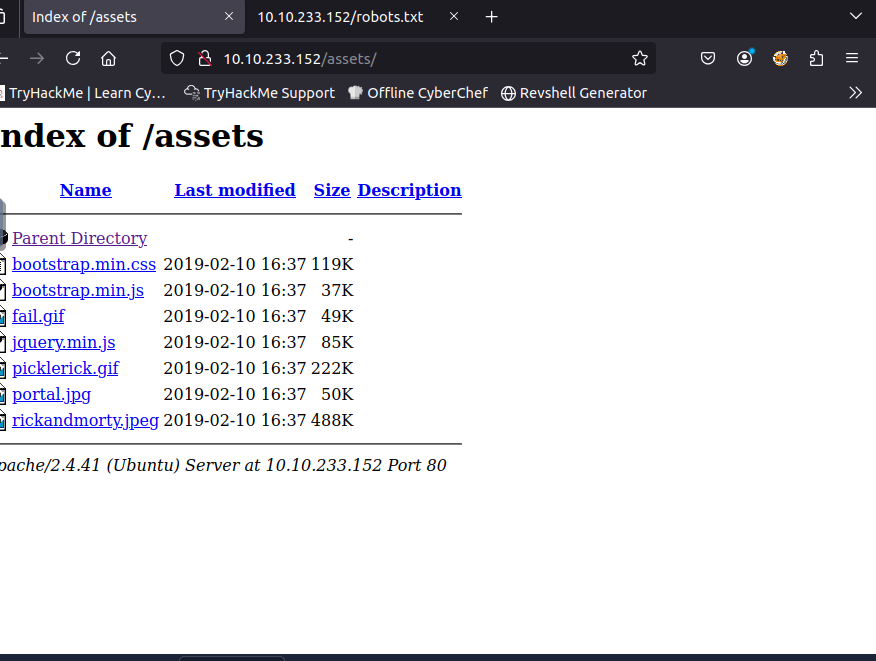 Index of /assets
10.10.233.152/robots.txt
10.10.233.152/assets/
TryHackMe | Learn Cy… TryHackMe Support Offline CyberChef Revshell Generator
ndex of /assets
Name Last modified Size Description
Parent Directory -
bootstrap.min.css 2019-02-10 16:37 119K
bootstrap.min.js 2019-02-10 16:37 37K
fail.gif 2019-02-10 16:37 49K
jquery.min.js 2019-02-10 16:37 85K
picklerick.gif 2019-02-10 16:37 222K
portal.jpg 2019-02-10 16:37 50K
rickandmorty.jpeg 2019-02-10 16:37 488K
pache/2.4.41 (Ubuntu) Server at 10.10.233.152 Port 80